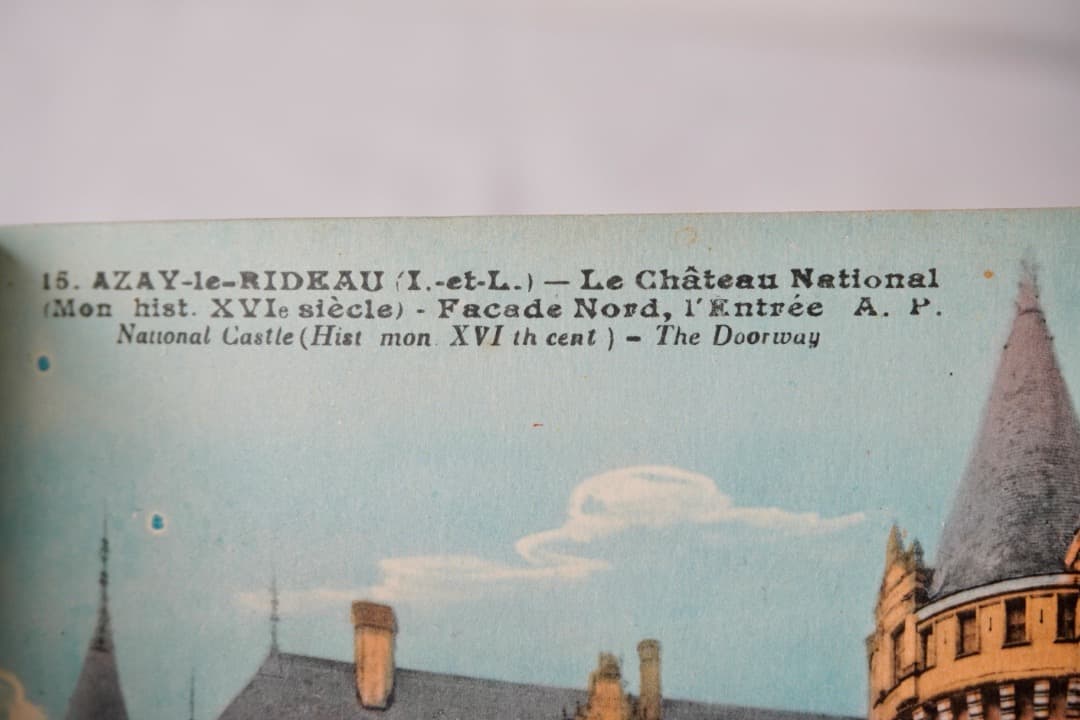 15. AZAY-le-RIDEAU (I.-et-L.) — Le Château National
(Mon hist. XVIe siècle) - Facade Nord, l'Entrée A. P.
National Castle (Hist mon. XVI th cent ) - The Doorway